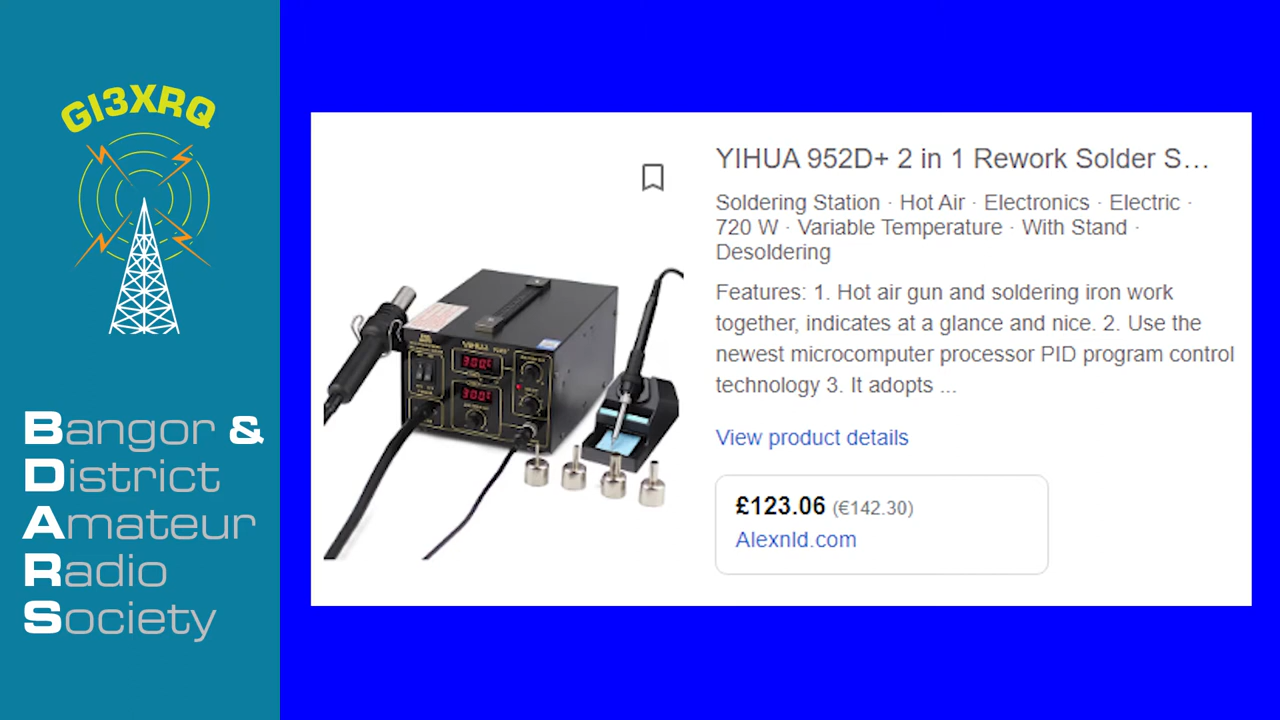 GI3XRQ
Bangor &
District
Amateur
Radio
Society
YIHUA 952D+ 2 in 1 Rework Solder S...
Soldering Station · Hot Air · Electronics · Electric ·
720 W · Variable Temperature · With Stand ·
Desoldering
Features: 1. Hot air gun and soldering iron work
together, indicates at a glance and nice. 2. Use the
newest microcomputer processor PID program control
technology 3. It adopts ...
View product details
£123.06 (€142.30)
Alexnld.com
YIHUA
300
300